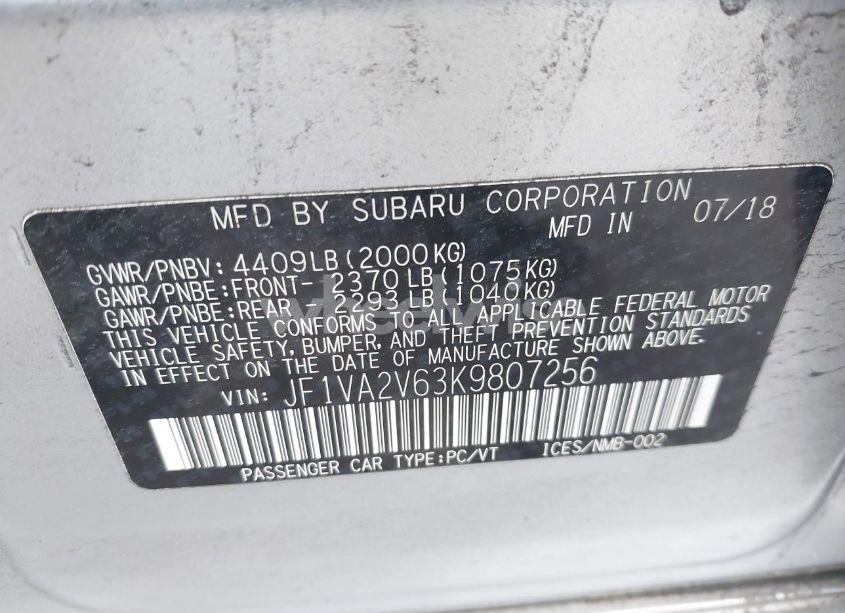 MFD BY SUBARU CORPORATION
MFD IN 07/18
GVWR/PNBV: 4409LB(2000KG)
GAWR/PNBE:FRONT- 2370LB(1075KG)
GAWR/PNBE:REAR - 2293LB(1040KG)
THIS VEHICLE CONFORMS TO ALL APPLICABLE FEDERAL MOTOR
VEHICLE SAFETY, BUMPER, AND THEFT PREVENTION STANDARDS
IN EFFECT ON THE DATE OF MANUFACTURE SHOWN ABOVE.
VIN: JF1VA2V63K9807256
PASSENGER CAR TYPE:PC/VT ICES/NMB-002